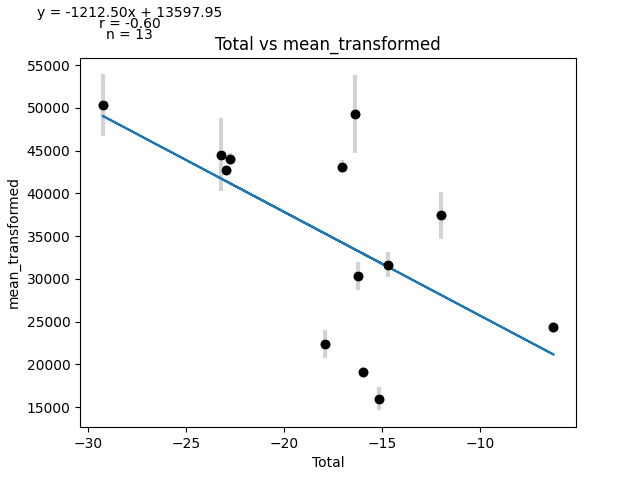 y = -1212.50x + 13597.95
r = -0.60
n = 13
Total vs mean_transformed
55000
50000
45000
40000
35000
30000
25000
20000
15000
mean_transformed
−30
−25
−20
−15
−10
Total